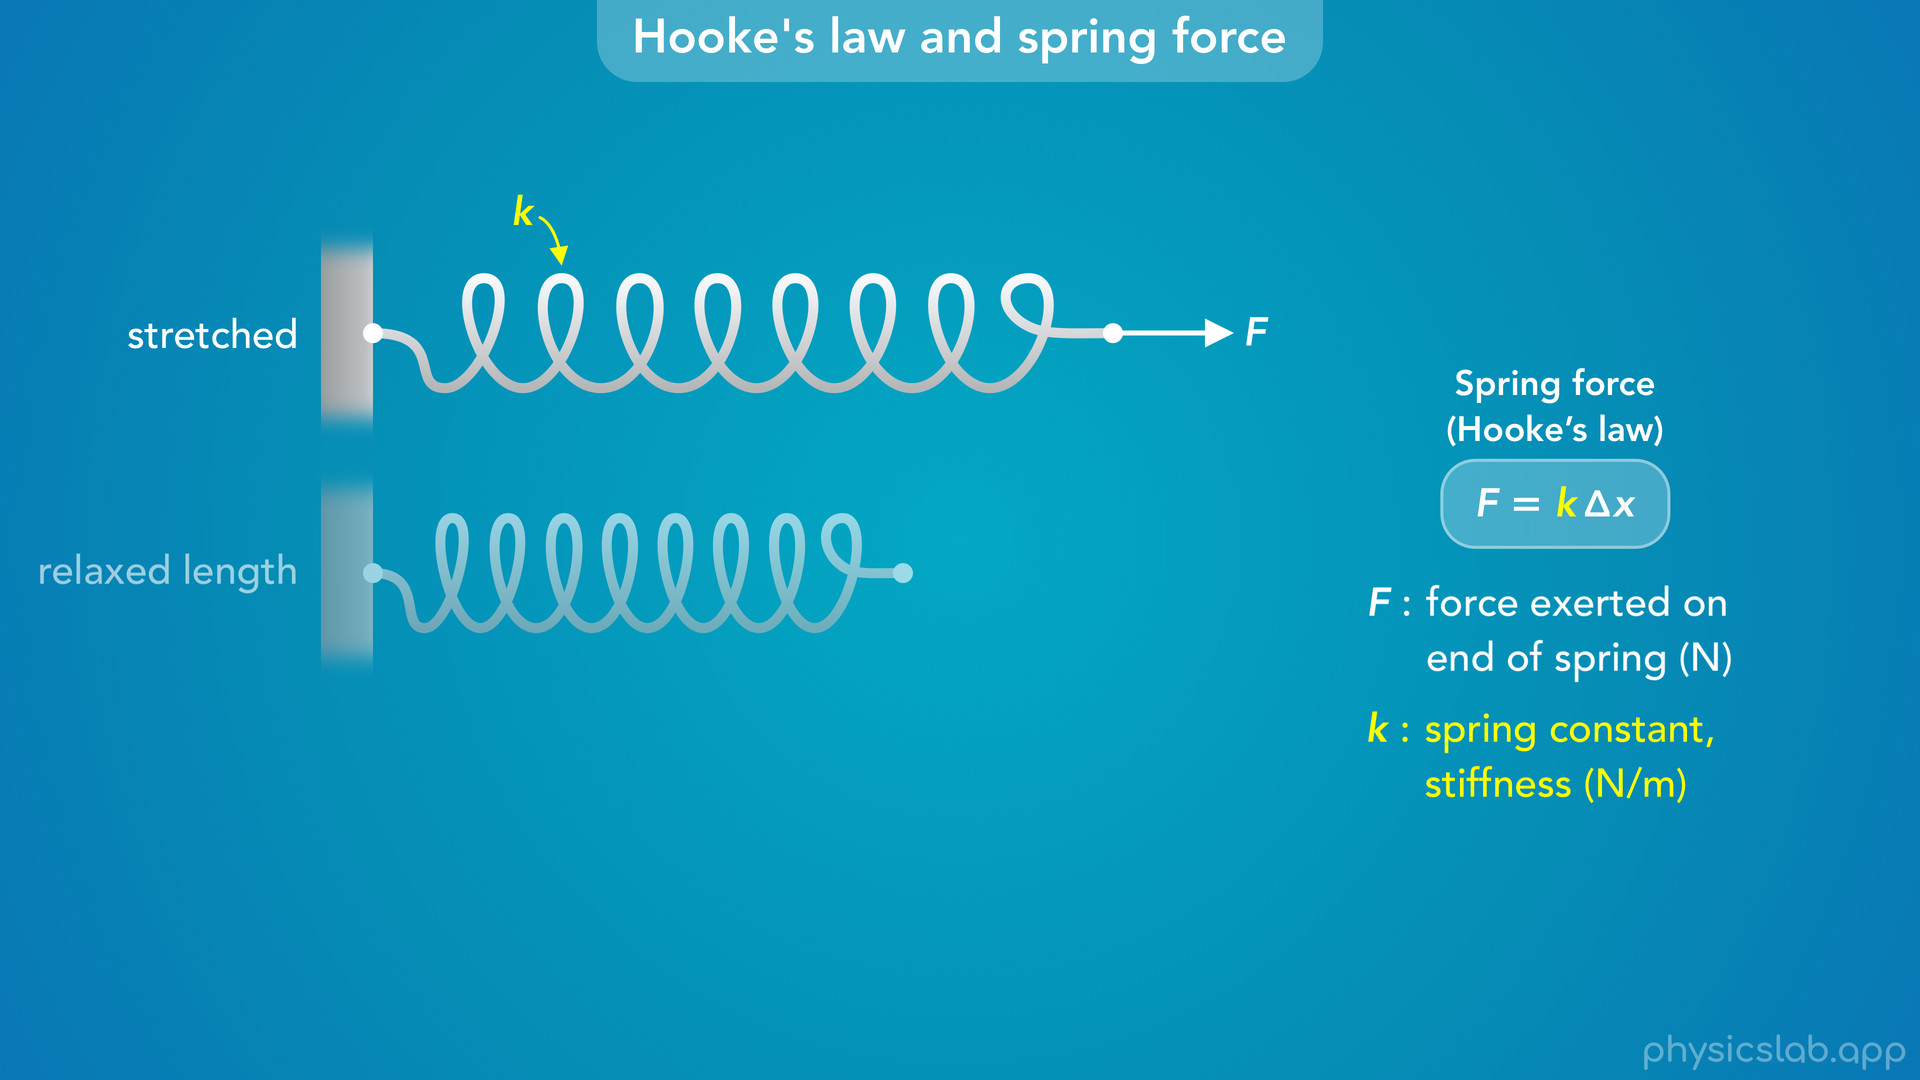 Hooke's law and spring force
k
stretched
F
relaxed length
Spring force
(Hooke’s law)
F = k Δx
F : force exerted on
end of spring (N)
k : spring constant,
stiffness (N/m)
physicslab.app